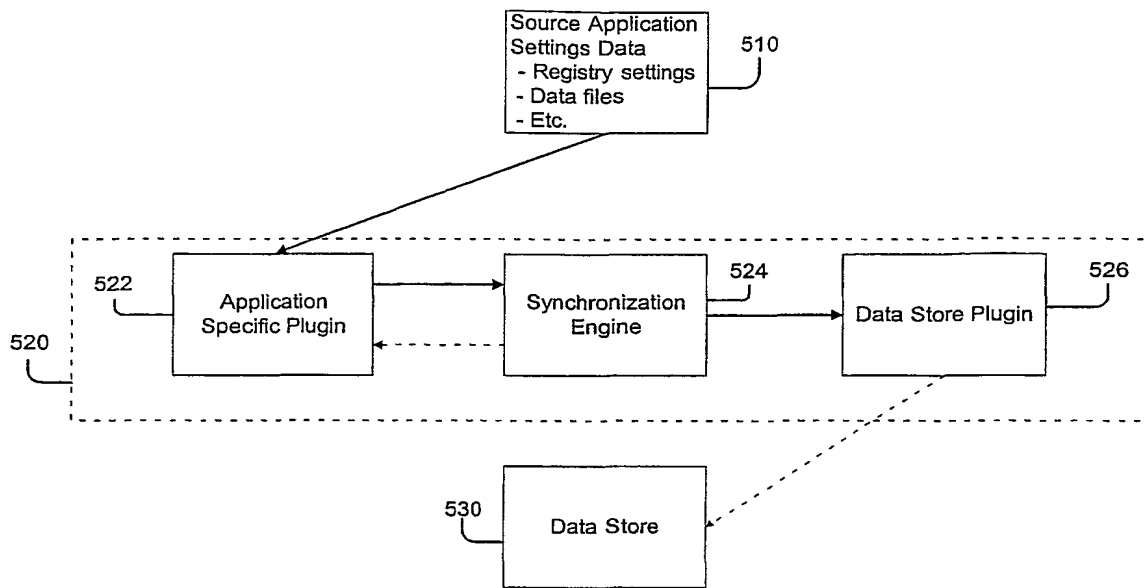 Source Application
Settings Data
- Registry settings
- Data files
- Etc.
510
522
Application
Specific Plugin
Synchronization
Engine
524
Data Store Plugin
526
520
530
Data Store